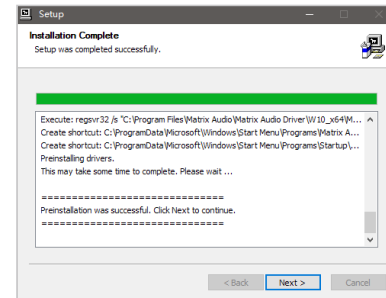 Setup
Installation Complete
Setup was completed successfully.
Execute: regsvr32 /s "C:\Program Files\Matrix Audio\Matrix Audio Driver\W10_x64\M...
Create shortcut: C:\ProgramData\Microsoft\Windows\Start Menu\Programs\Matrix A...
Create shortcut: C:\ProgramData\Microsoft\Windows\Start Menu\Programs\Startup\,...
Preinstalling drivers.
This may take some time to complete. Please wait ...
==============================
Preinstallation was successful. Click Next to continue.
==============================
< Back
Next >
Cancel